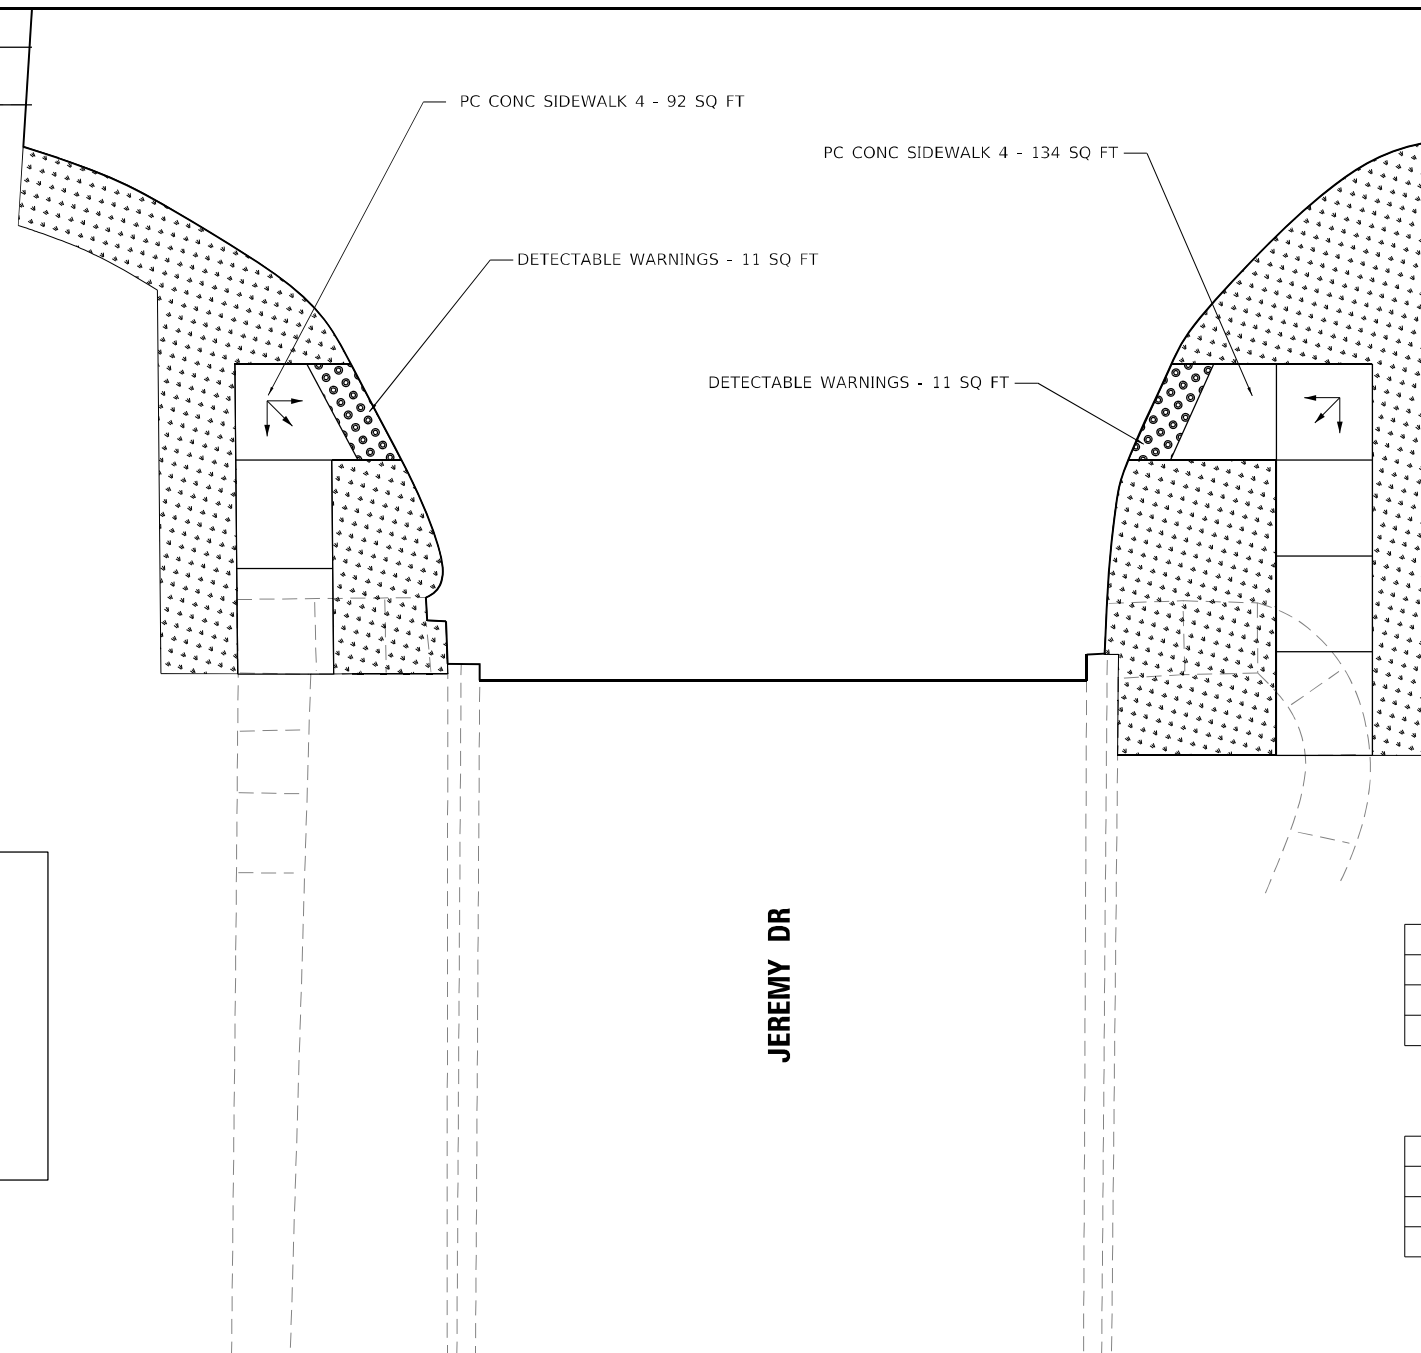 PC CONC SIDEWALK 4 - 92 SQ FT
PC CONC SIDEWALK 4 - 134 SQ FT
DETECTABLE WARNINGS - 11 SQ FT
DETECTABLE WARNINGS - 11 SQ FT
JEREMY DR